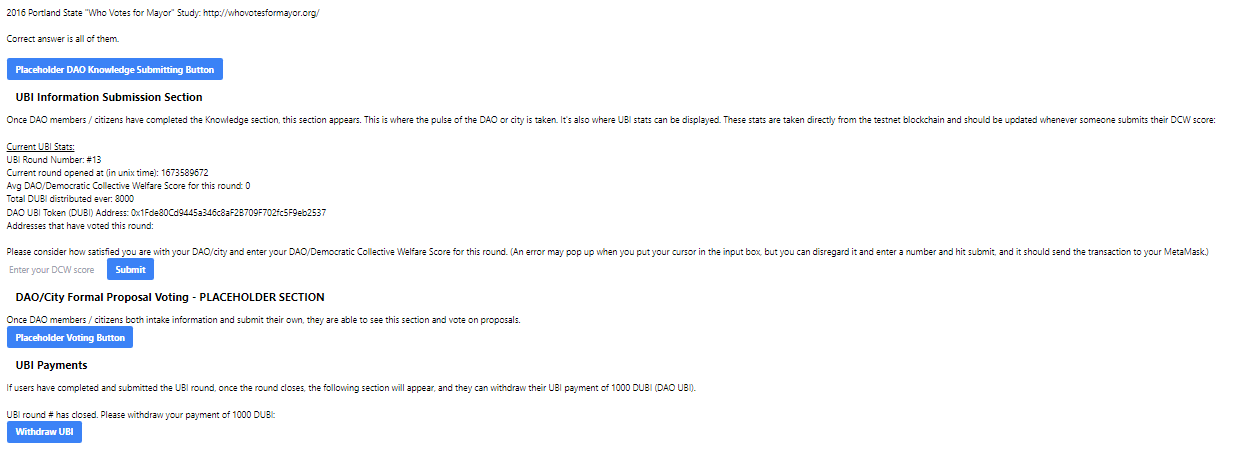 2016 Portland State "Who Votes for Mayor" Study: http://whovotesformayor.org/
Correct answer is all of them.
Placeholder DAO Knowledge Submitting Button
UBI Information Submission Section
Once DAO members / citizens have completed the Knowledge section, this section appears. This is where the pulse of the DAO or city is taken. It's also where UBI stats can be displayed. These stats are taken directly from the testnet blockchain and should be updated whenever someone submits their DCW score:
Current UBI Stats:
UBI Round Number: #13
Current round opened at (in unix time): 1673589672
Avg DAO/Democratic Collective Welfare Score for this round: 0
Total DUBI distributed ever: 8000
DAO UBI Token (DUBI) Address: 0x1Fde80Cd9445a346c8aF2B709F702fc5F9eb2537
Addresses that have voted this round:
Please consider how satisfied you are with your DAO/city and enter your DAO/Democratic Collective Welfare Score for this round. (An error may pop up when you put your cursor in the input box, but you can disregard it and enter a number and hit submit, and it should send the transaction to your MetaMask.)
Enter your DCW score Submit
DAO/City Formal Proposal Voting - PLACEHOLDER SECTION
Once DAO members / citizens both intake information and submit their own, they are able to see this section and vote on proposals.
Placeholder Voting Button
UBI Payments
If users have completed and submitted the UBI round, once the round closes, the following section will appear, and they can withdraw their UBI payment of 1000 DUBI (DAO UBI).
UBI round # has closed. Please withdraw your payment of 1000 DUBI:
Withdraw UBI